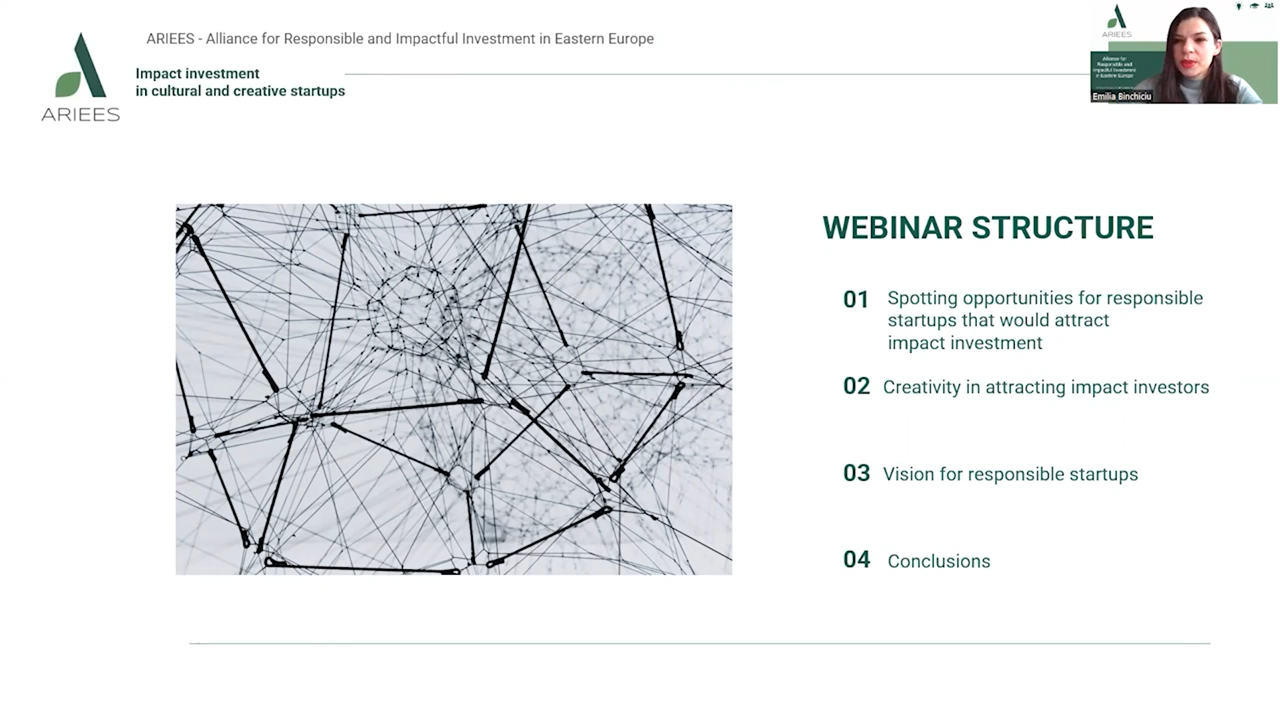 ARIEES - Alliance for Responsible and Impactful Investment in Eastern Europe
Impact investment
in cultural and creative startups
ARIEES
ARIEES
Alliance for
Responsible and
Impactful Investment
in Eastern Europe
Emilia Binchiciu
WEBINAR STRUCTURE
01 Spotting opportunities for responsible
startups that would attract
impact investment
02 Creativity in attracting impact investors
03 Vision for responsible startups
04 Conclusions